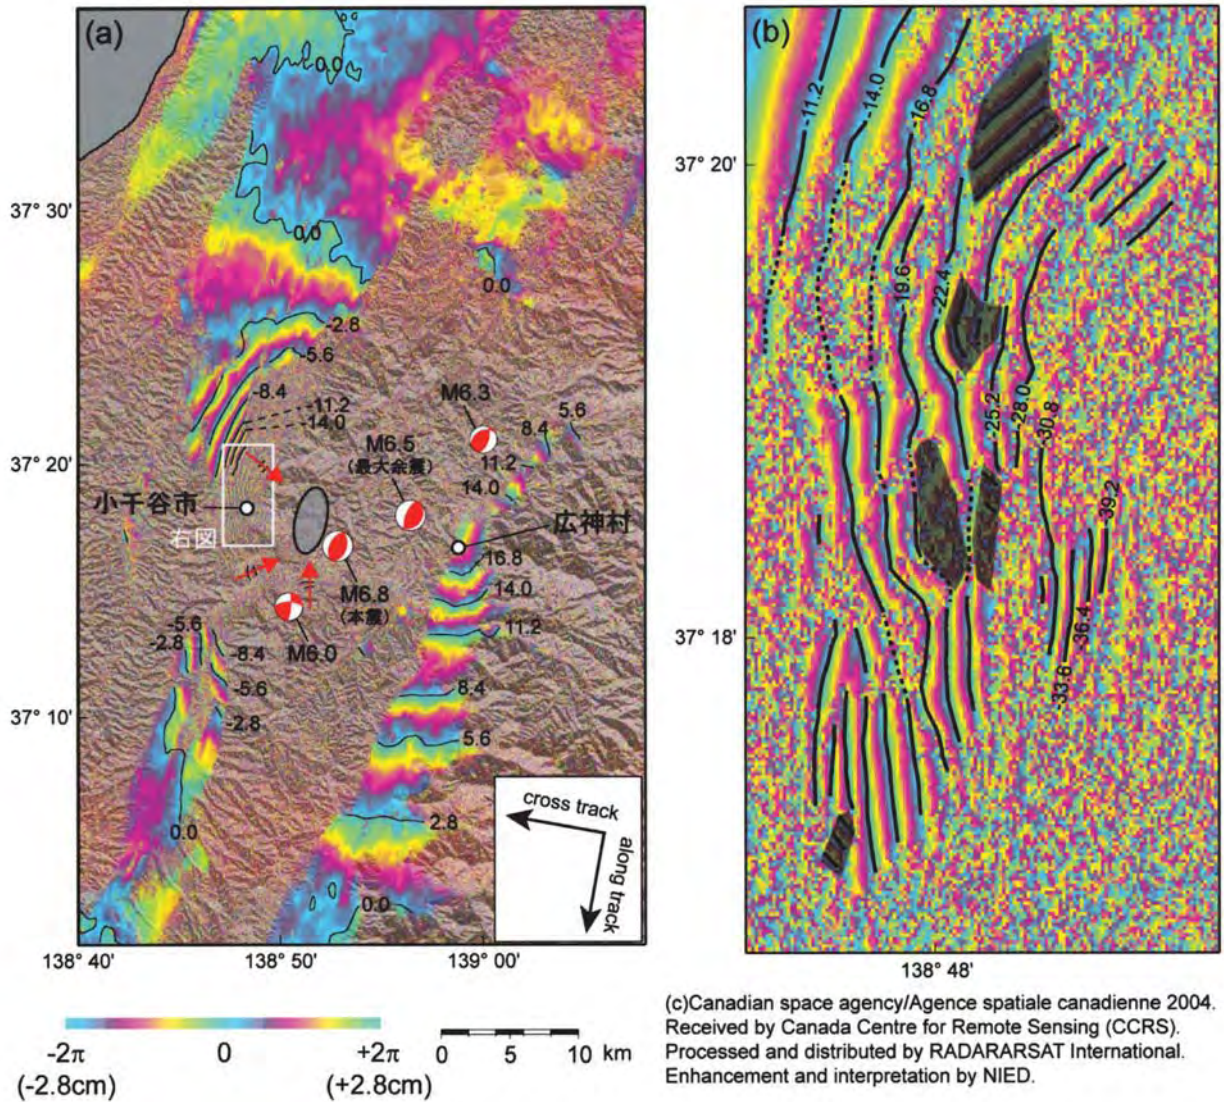 (a)
0.0
37° 30'
0.0
0.0
-2.8
-5.6
-8.4
-11.2
-14.0
M6.3
5.6
8.4
M6.5
(最大余震)
11.2
14.0
37° 20'
小千谷市
右図
広神村
16.8
14.0
M6.8
(本震)
11.2
M6.0
-5.6
-2.8
-8.4
-5.6
-2.8
8.4
37° 10'
5.6
2.8
0.0
0.0
cross track
along track
138° 40'
138° 50'
139° 00'
-2π
0
+2π
(-2.8cm)
(+2.8cm)
0
5
10
km
(b)
-11.2
-14.0
-16.8
37° 20'
-19.6
-22.4
-25.2
-28.0
-30.8
-39.2
-36.4
-33.6
37° 18'
138° 48'
(c)Canadian space agency/Agence spatiale canadienne 2004.
Received by Canada Centre for Remote Sensing (CCRS).
Processed and distributed by RADARARSAT International.
Enhancement and interpretation by NIED.